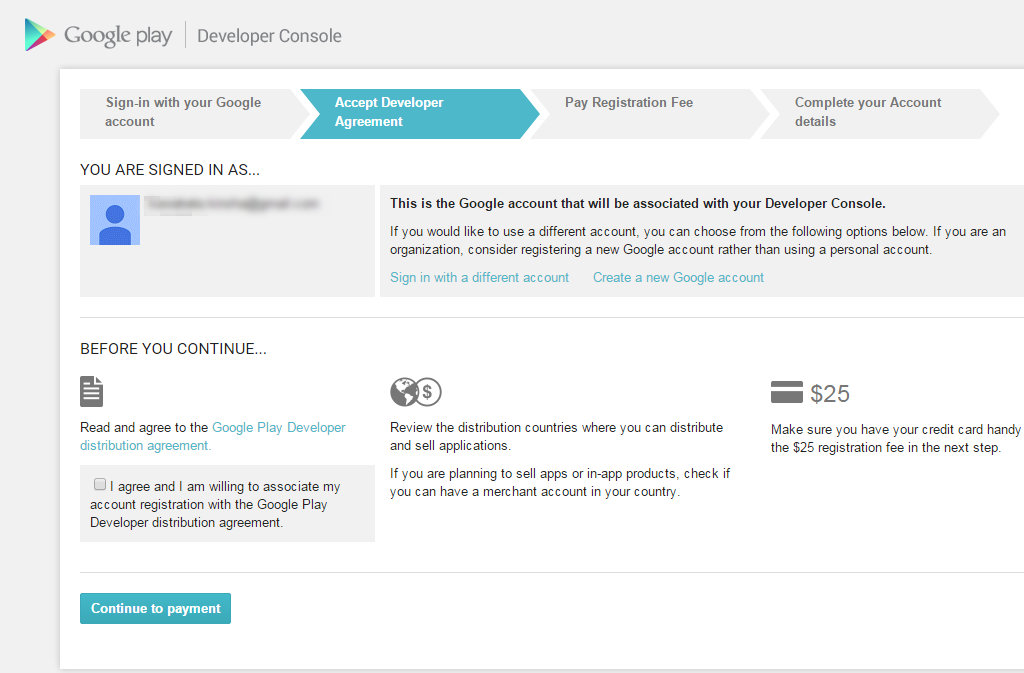 Google play Developer Console
Sign-in with your Google
account
Accept Developer
Agreement
Pay Registration Fee
Complete your Account
details
YOU ARE SIGNED IN AS...
This is the Google account that will be associated with your Developer Console.
If you would like to use a different account, you can choose from the following options below. If you are an
organization, consider registering a new Google account rather than using a personal account.
Sign in with a different account Create a new Google account
BEFORE YOU CONTINUE...
Read and agree to the Google Play Developer
distribution agreement.
I agree and I am willing to associate my
account registration with the Google Play
Developer distribution agreement.
$
Review the distribution countries where you can distribute
and sell applications.
If you are planning to sell apps or in-app products, check if
you can have a merchant account in your country.
$25
Make sure you have your credit card handy
the $25 registration fee in the next step.
Continue to payment